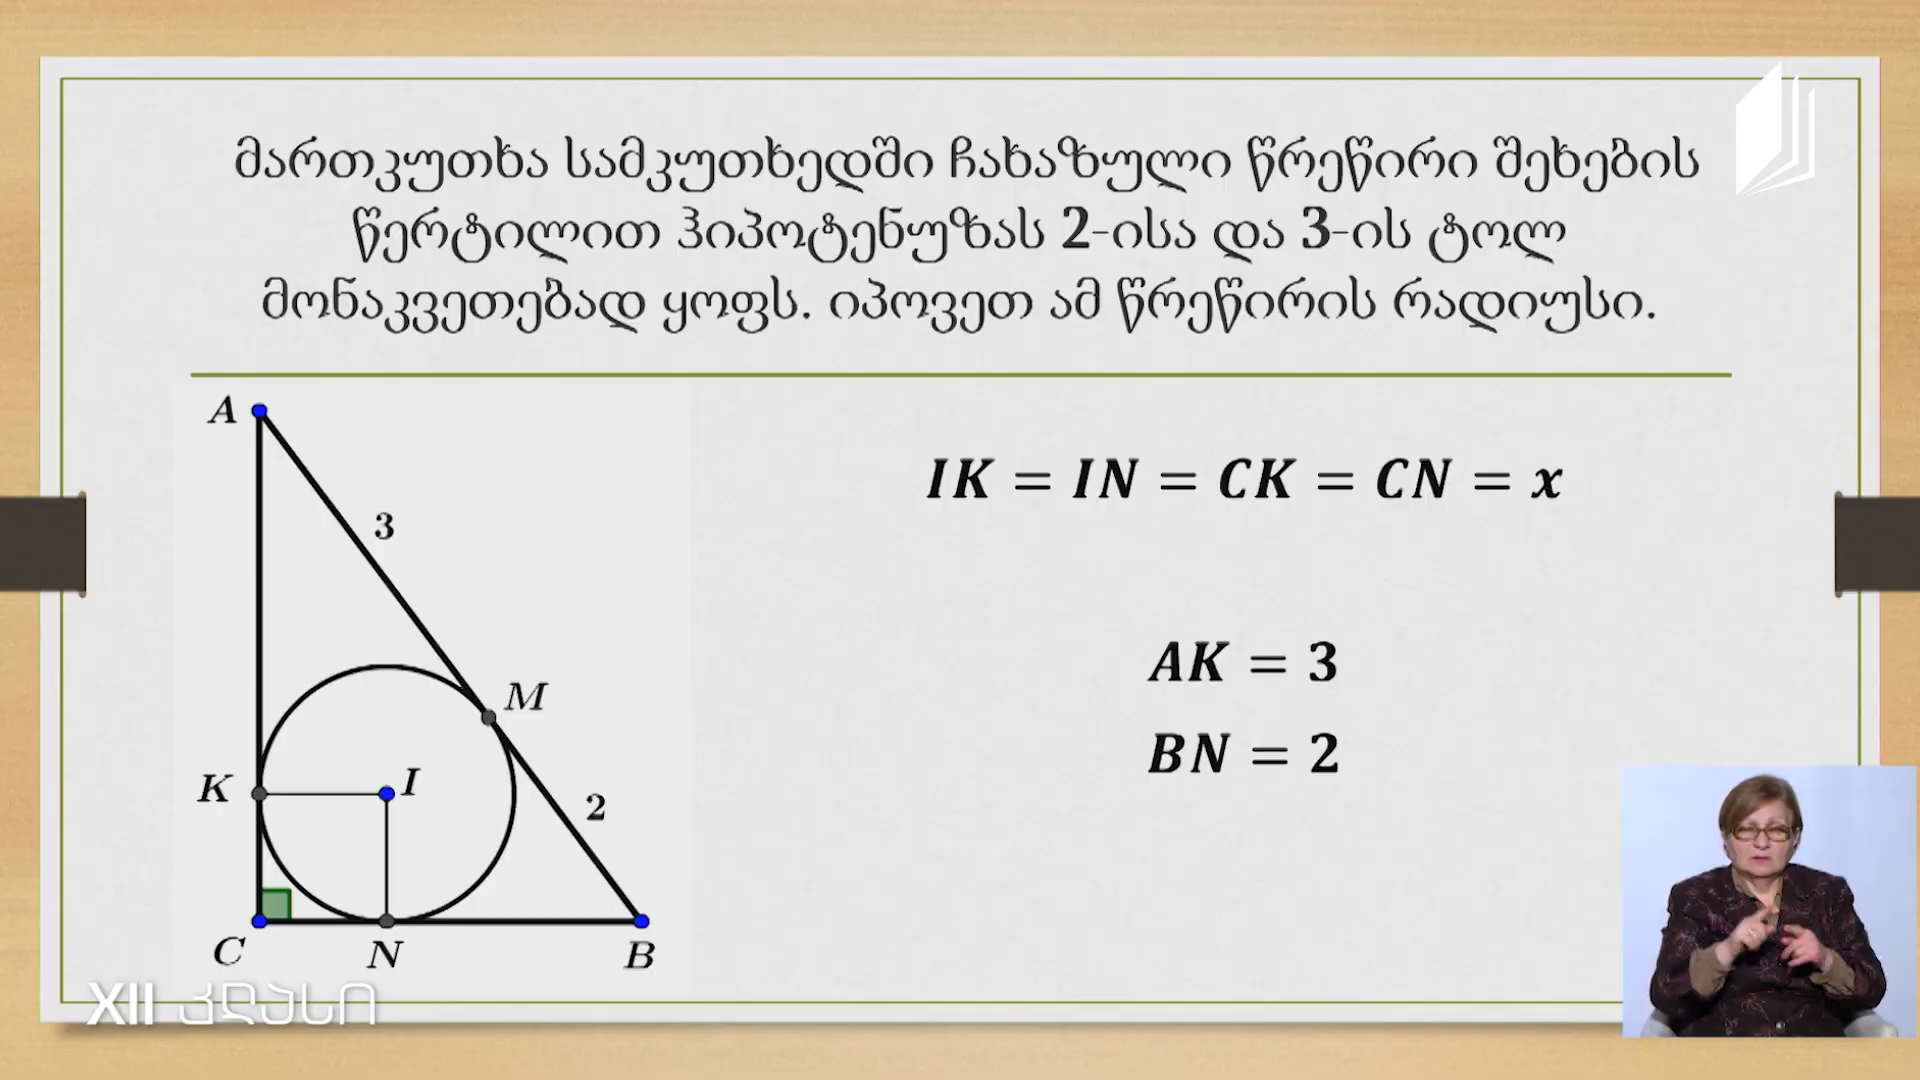 მართკუთხა სამკუთხედში ჩახაზული წრეწირი შეხების
წერტილით ჰიპოტენუზას 2-ისა და 3-ის ტოლ
მონაკვეთებად ყოფს. იპოვეთ ამ წრეწირის რადიუსი.
A
3
M
K
I
2
C
N
B
IK = IN = CK = CN = x
AK = 3
BN = 2
XII კლასი